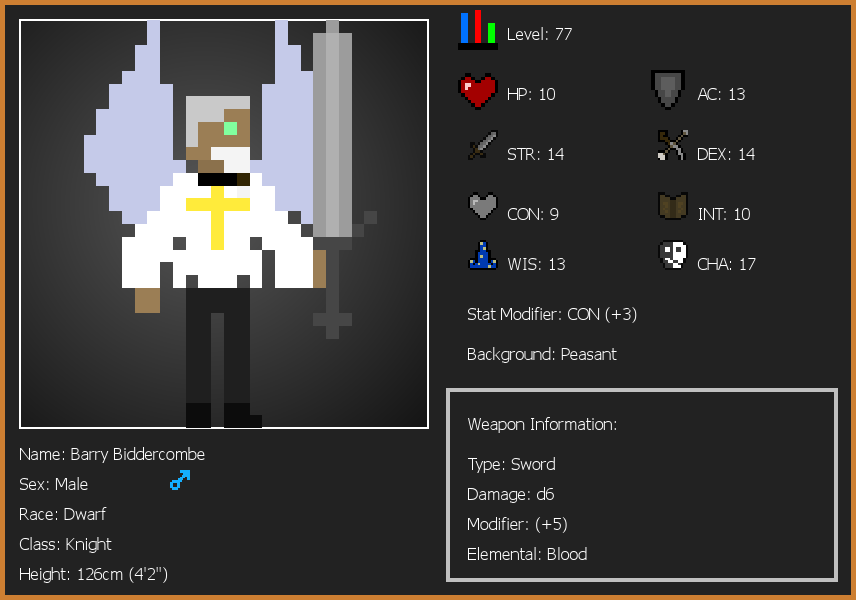 Level: 77
HP: 10
AC: 13
STR: 14
DEX: 14
CON: 9
INT: 10
WIS: 13
CHA: 17
Stat Modifier: CON (+3)
Background: Peasant
Weapon Information:
Type: Sword
Damage: d6
Modifier: (+5)
Elemental: Blood
Name: Barry Biddercombe
Sex: Male
Race: Dwarf
Class: Knight
Height: 126cm (4'2")